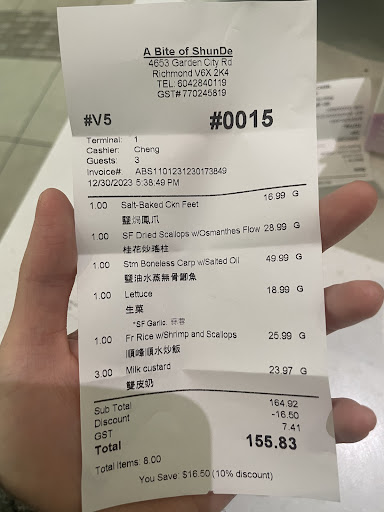 A Bite of ShunDe
4653 Garden City Rd
Richmond V6X 2K4
TEL: 6042840119
GST# 770245819
#V5 #0015
Terminal: 1
Cashier: Cheng
Guests: 3
Invoice#: ABS1101231230173849
12/30/2023 5:38:49 PM
1.00 Salt-Baked Ckn Feet 16.99 G
鹽焗鳳爪
1.00 SF Dried Scallops w/Osmanthes Flow 28.99 G
桂花炒瑤柱
1.00 Stm Boneless Carp w/Salted Oil 49.99 G
鹽油水蒸無骨鯽魚
1.00 Lettuce 18.99 G
生菜
*SF Garlic 蒜蓉
1.00 Fr Rice w/Shrimp and Scallops 25.99 G
順峰順水炒飯
3.00 Milk custard 23.97 G
雙皮奶
Sub Total 164.92
Discount -16.50
GST 7.41
Total 155.83
Total Items: 8.00
You Save: $16.50 (10% discount)